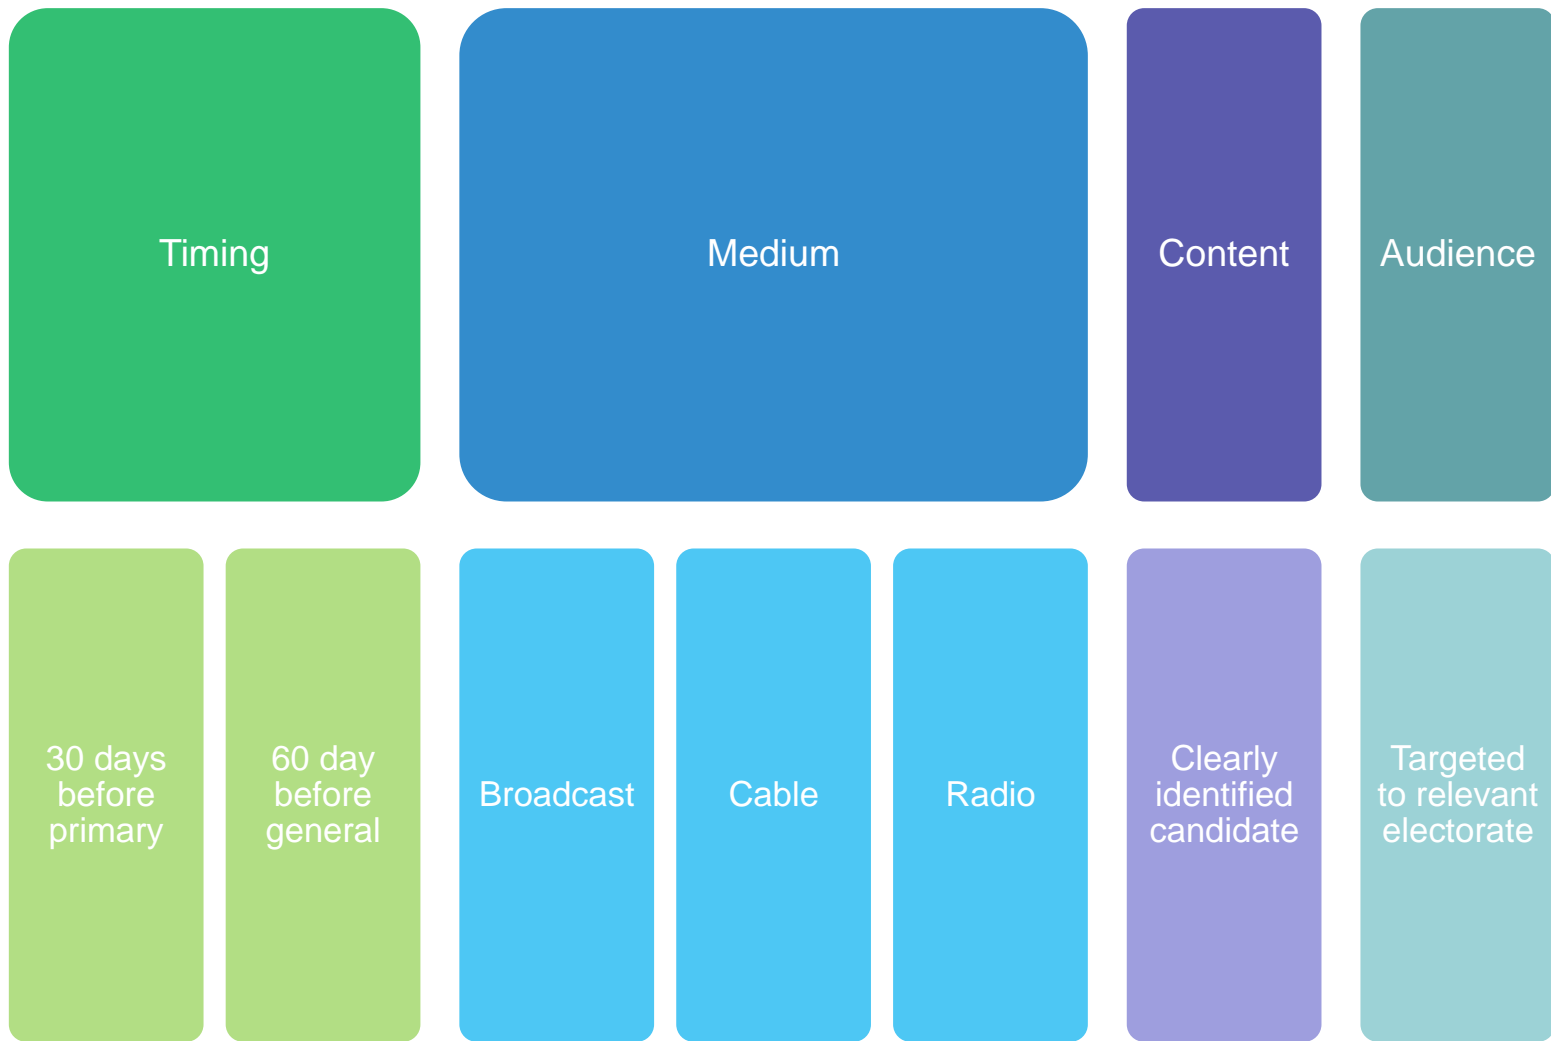 Timing
Medium
Content
Audience
30 days
before
primary
60 day
before
general
Broadcast
Cable
Radio
Clearly
identified
candidate
Targeted
to relevant
electorate